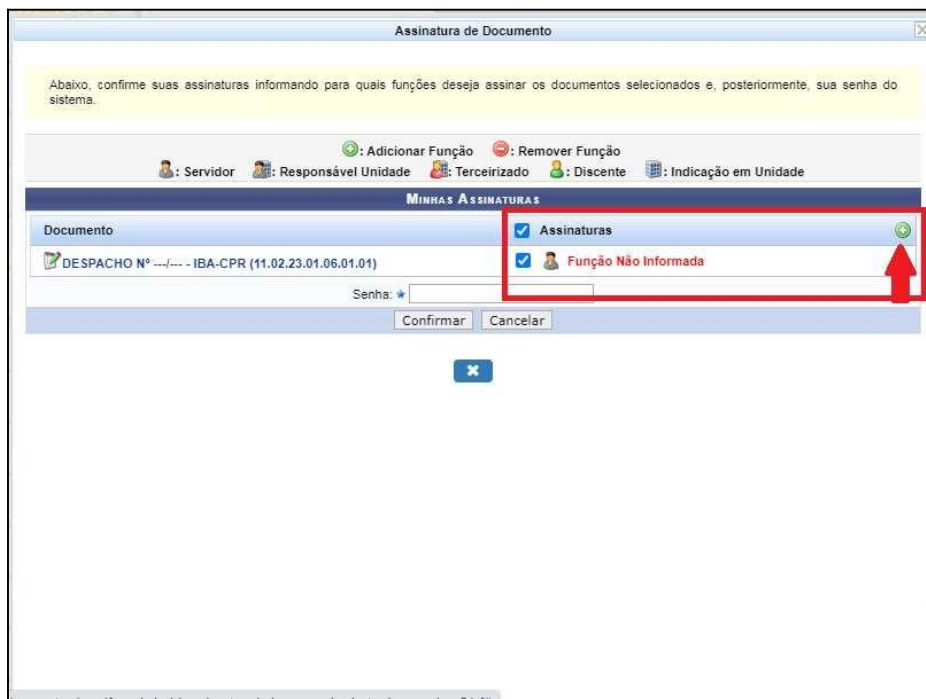 Assinatura de Documento
Abaixo, confirme suas assinaturas informando para quais funções deseja assinar os documentos selecionados e, posteriormente, sua senha do
sistema.
: Adicionar Função : Remover Função
: Servidor : Responsável Unidade : Terceirizado : Discente : Indicação em Unidade
MINHAS ASSINATURAS
Documento Assinaturas
DESPACHO Nº ---/--- - IBA-CPR (11.02.23.01.06.01.01) Função Não Informada
Senha:
Confirmar Cancelar